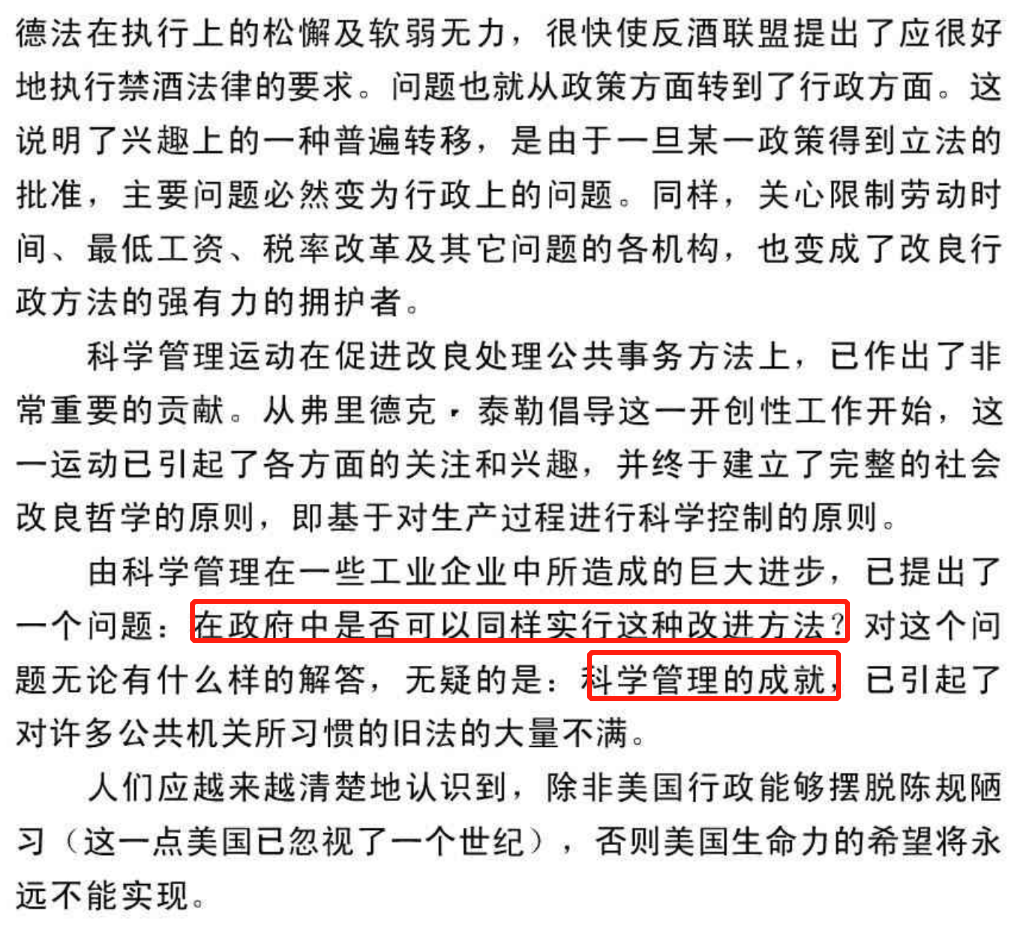 德法在执行上的松懈及软弱无力，很快使反酒联盟提出了应很好
地执行禁酒法律的要求。问题也就从政策方面转到了行政方面。这
说明了兴趣上的一种普遍转移，是由于一旦某一政策得到立法的
批准，主要问题必然变为行政上的问题。同样，关心限制劳动时
间、最低工资、税率改革及其它问题的各机构，也变成了改良行
政方法的强有力的拥护者。
科学管理运动在促进改良处理公共事务方法上，已作出了非
常重要的贡献。从弗里德克·泰勒倡导这一开创性工作开始，这
一运动已引起了各方面的关注和兴趣，并终于建立了完整的社会
改良哲学的原则，即基于对生产过程进行科学控制的原则。
由科学管理在一些工业企业中所造成的巨大进步，已提出了
一个问题：在政府中是否可以同样实行这种改进方法？对这个问
题无论有什么样的解答，无疑的是：科学管理的成就，已引起了
对许多公共机关所习惯的旧法的大量不满。
人们应越来越清楚地认识到，除非美国行政能够摆脱陈规陋
习（这一点美国已忽视了一个世纪），否则美国生命力的希望将永
远不能实现。